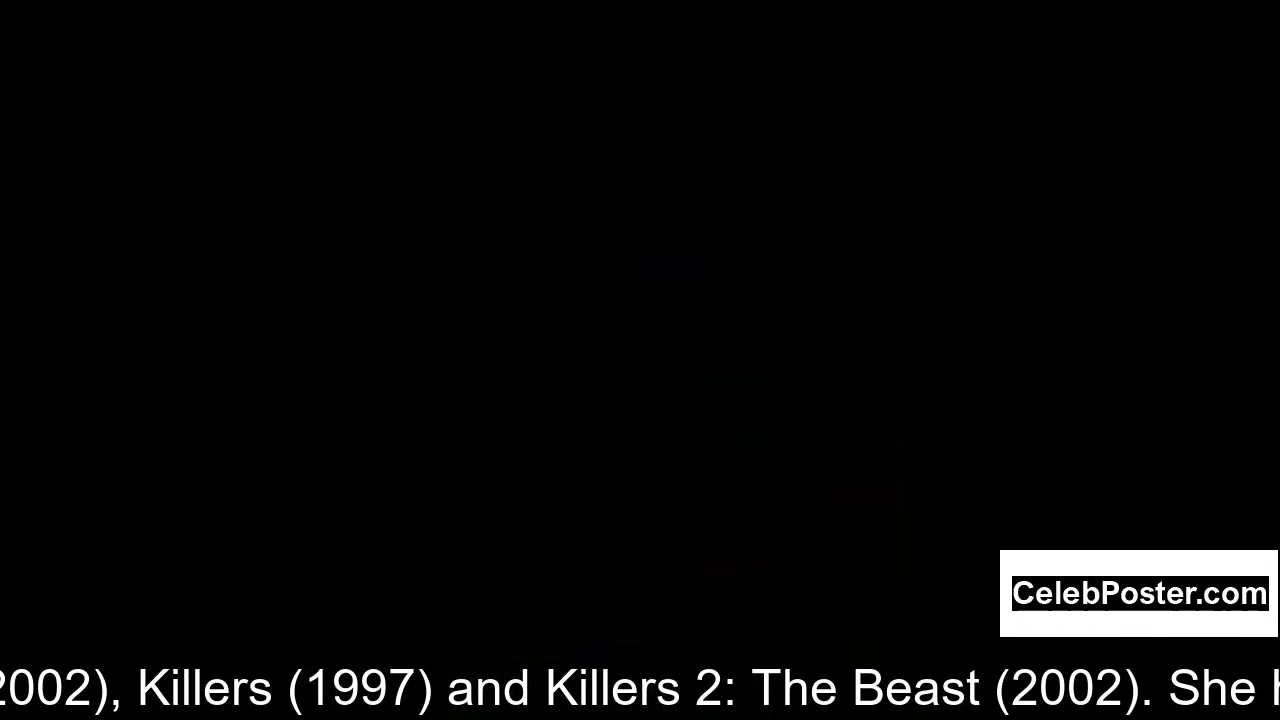 CelebPoster.com
2002), Killers (1997) and Killers 2: The Beast (2002). She